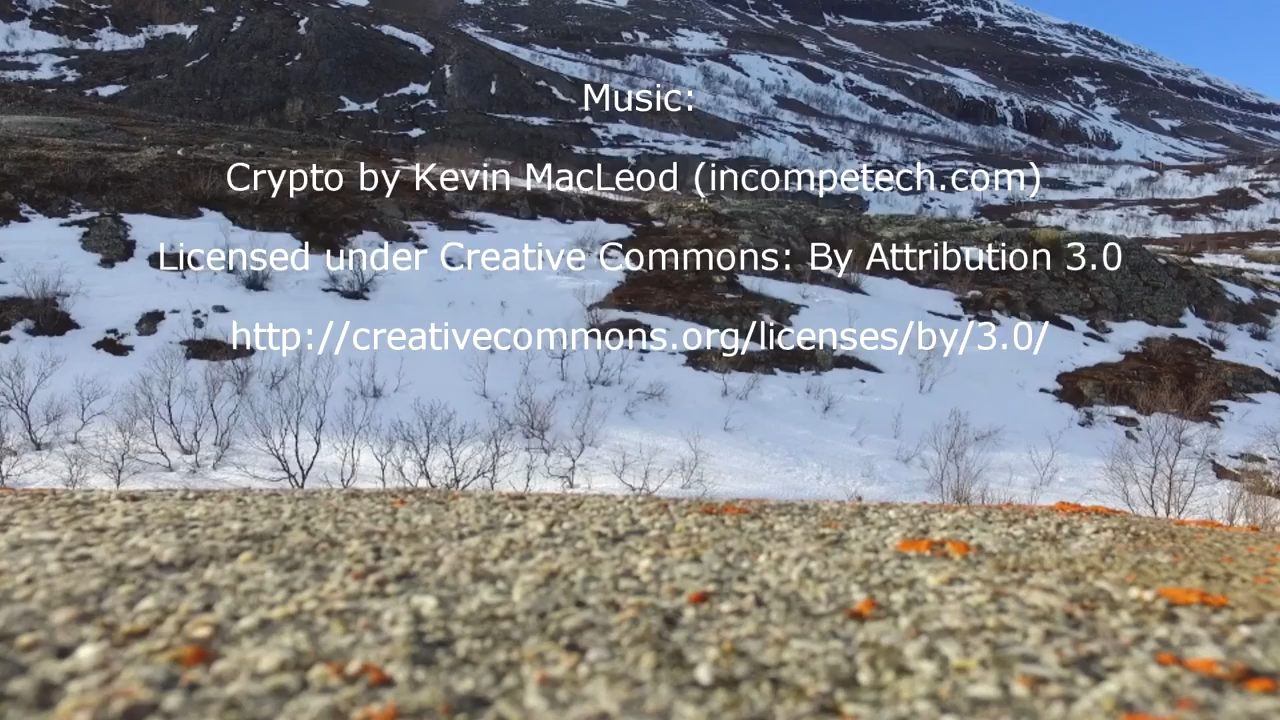 Music:
Crypto by Kevin MacLeod (incompetech.com)
Licensed under Creative Commons: By Attribution 3.0
http://creativecommons.org/licenses/by/3.0/